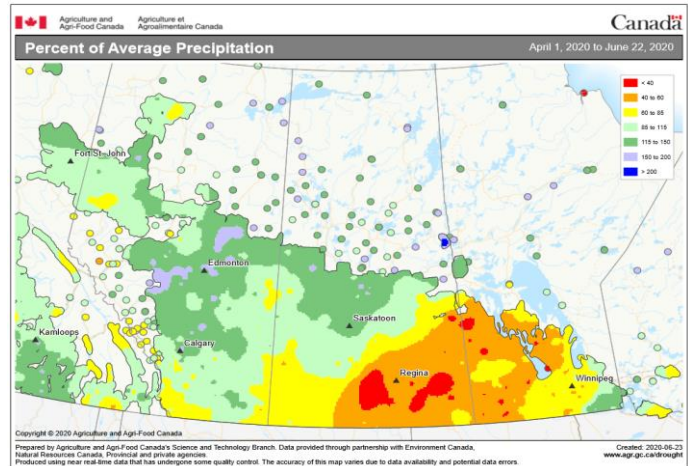 Agriculture and Agri-Food Canada
Agriculture et Agroalimentaire Canada
Canada
Percent of Average Precipitation
April 1, 2020 to June 22, 2020
< 40
40 to 60
60 to 85
85 to 115
115 to 150
150 to 200
> 200
Fort St. John
Edmonton
Saskatoon
Kamloops
Calgary
Regina
Winnipeg
Copyright © 2020 Agriculture and Agri-Food Canada
Prepared by Agriculture and Agri-Food Canada's Science and Technology Branch. Data provided through partnership with Environment Canada,
Natural Resources Canada, Provincial and private agencies.
Produced using near real-time data that has undergone some quality control. The accuracy of this map varies due to data availability and potential data errors.
Created: 2020-06-23
www.agr.gc.ca/drought